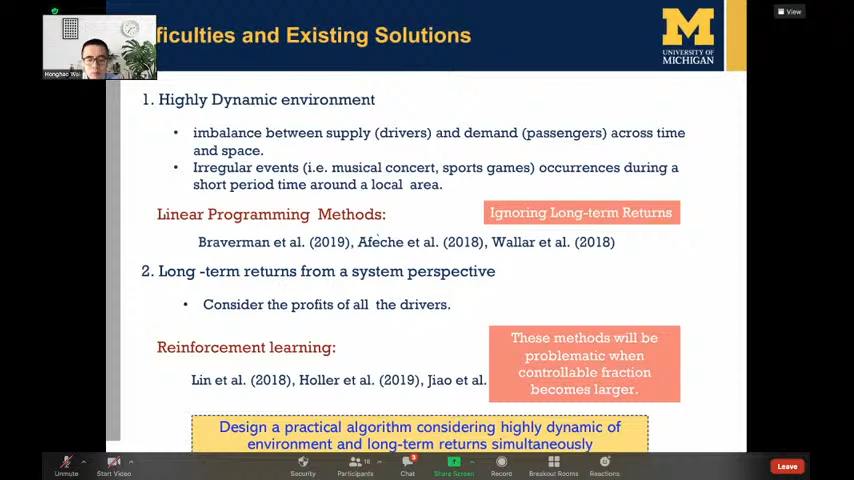 View
ficulties and Existing Solutions
M
UNIVERSITY OF
MICHIGAN
1. Highly Dynamic environment
• imbalance between supply (drivers) and demand (passengers) across time
and space.
• Irregular events (i.e. musical concert, sports games) occurrences during a
short period time around a local area.
Linear Programming Methods:
Ignoring Long-term Returns
Braverman et al. (2019), Afeche et al. (2018), Wallar et al. (2018)
2. Long -term returns from a system perspective
• Consider the profits of all the drivers.
Reinforcement learning:
These methods will be
problematic when
controllable fraction
becomes larger.
Lin et al. (2018), Holler et al. (2019), Jiao et al.
Design a practical algorithm considering highly dynamic of
environment and long-term returns simultaneously
Unmute
Start Video
Security
Participants
18
Chat
3
Share Screen
Record
Breakout Rooms
Reactions
Leave